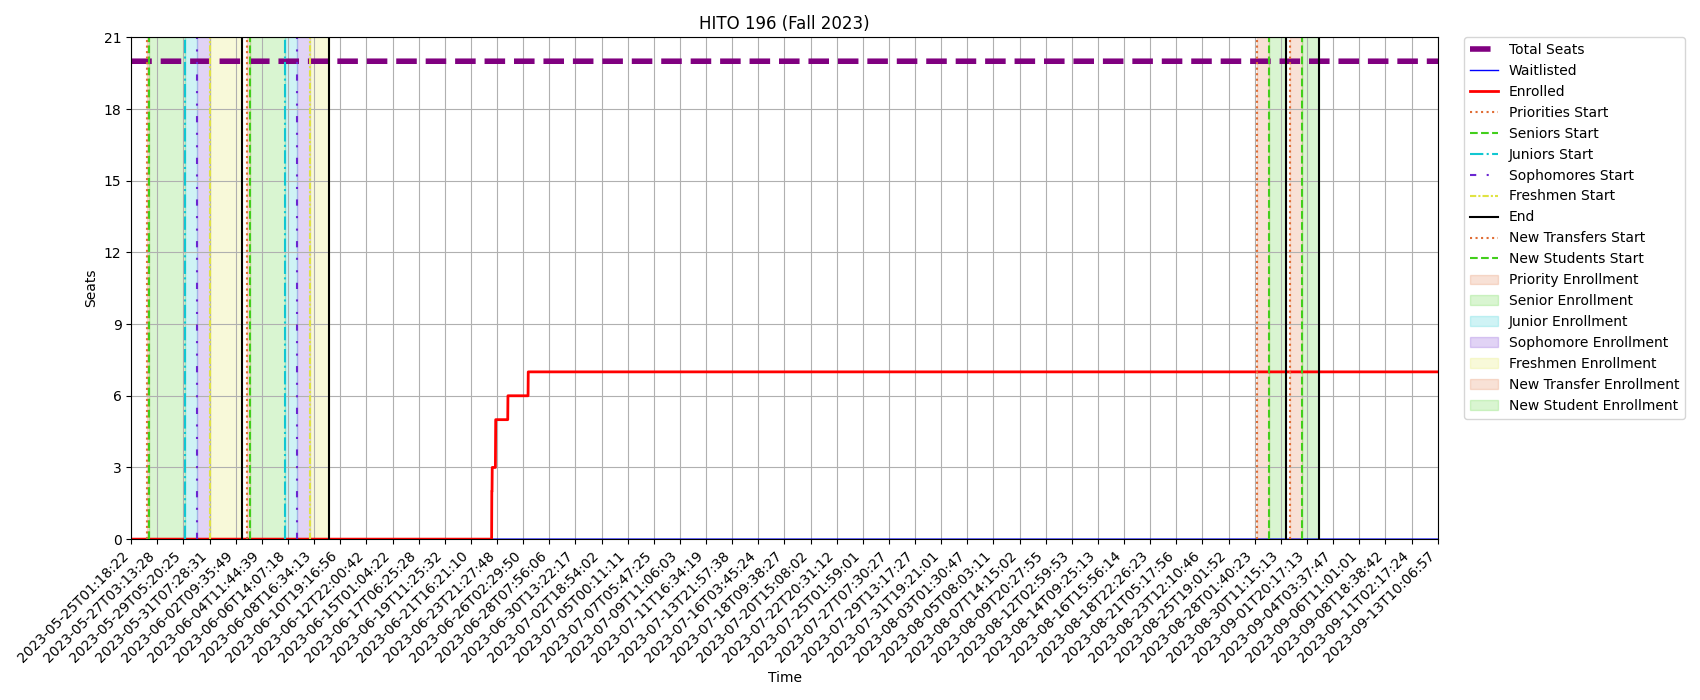 HITO 196 (Fall 2023)
Seats
21
18
15
12
9
6
3
0
2023-05-25T01:18:22
2023-05-27T03:13:28
2023-05-29T05:20:25
2023-05-31T07:28:31
2023-06-02T09:35:49
2023-06-04T11:44:39
2023-06-06T14:07:18
2023-06-08T16:34:13
2023-06-10T19:16:56
2023-06-12T22:00:42
2023-06-15T01:04:22
2023-06-17T06:25:28
2023-06-19T11:25:32
2023-06-21T16:21:10
2023-06-23T21:27:48
2023-06-26T02:29:50
2023-06-28T07:56:06
2023-06-30T13:22:17
2023-07-02T18:54:02
2023-07-05T00:11:11
2023-07-07T05:47:25
2023-07-09T11:06:03
2023-07-11T16:34:19
2023-07-13T21:57:38
2023-07-16T03:45:24
2023-07-18T09:38:27
2023-07-20T15:08:02
2023-07-22T20:31:12
2023-07-25T01:59:01
2023-07-27T07:30:27
2023-07-29T13:17:27
2023-07-31T19:21:01
2023-08-03T01:30:47
2023-08-05T08:03:11
2023-08-07T14:15:02
2023-08-09T20:27:55
2023-08-12T02:59:53
2023-08-14T09:25:13
2023-08-16T15:56:14
2023-08-18T22:26:23
2023-08-21T05:17:56
2023-08-23T12:10:46
2023-08-25T19:01:52
2023-08-28T01:40:23
2023-08-30T11:15:13
2023-09-01T20:17:13
2023-09-04T03:37:47
2023-09-06T11:01:01
2023-09-08T18:38:42
2023-09-11T02:17:24
2023-09-13T10:06:57
Time
Total Seats
Waitlisted
Enrolled
Priorities Start
Seniors Start
Juniors Start
Sophomores Start
Freshmen Start
End
New Transfers Start
New Students Start
Priority Enrollment
Senior Enrollment
Junior Enrollment
Sophomore Enrollment
Freshmen Enrollment
New Transfer Enrollment
New Student Enrollment